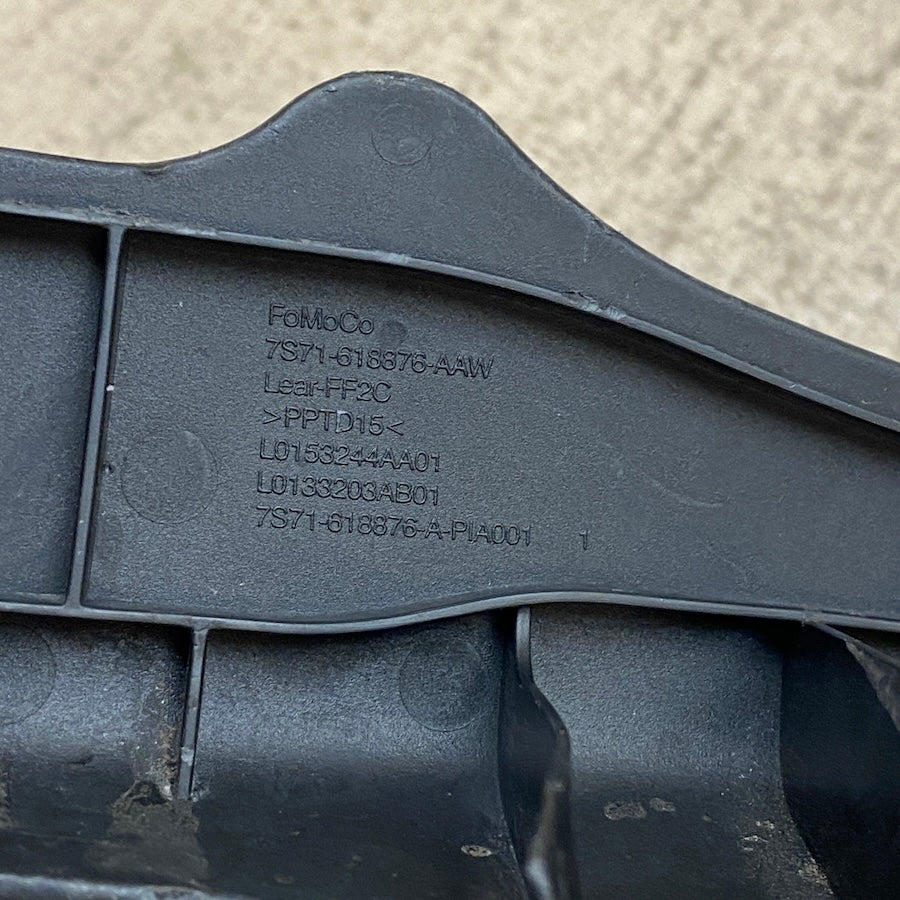 FoMoCo
7S71-618876-AAW
Lear-FF2C
>PPTD15<
L0153244AA01
L0133203AB01
7S71-618876-A-PIA001 1